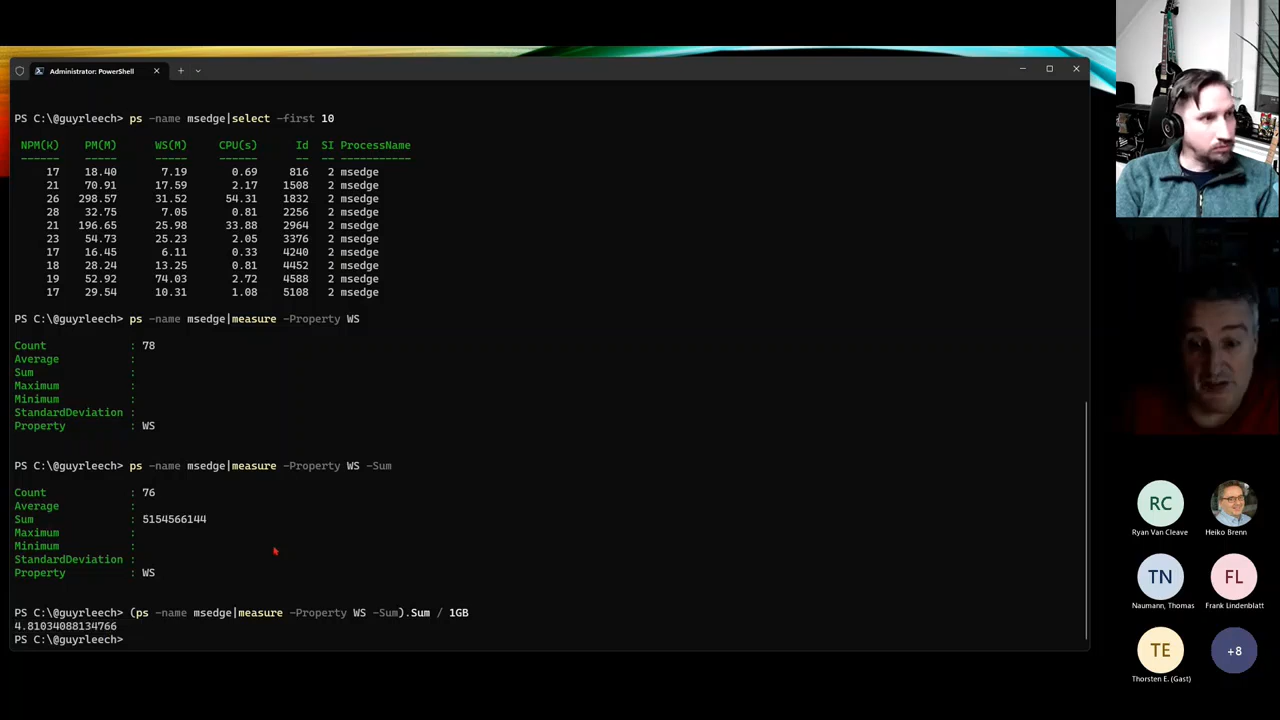 Administrator: PowerShell
PS C:\@guyrleech> ps -name msedge|select -first 10
NPM(K) PM(M) WS(M) CPU(s) Id SI ProcessName
------ ----- ----- ------ -- -- -----------
17 18.40 7.19 0.69 816 2 msedge
21 70.91 17.59 2.17 1508 2 msedge
26 298.57 31.52 54.31 1832 2 msedge
28 32.75 7.05 0.81 2256 2 msedge
21 196.65 25.98 33.88 2964 2 msedge
23 54.73 25.23 2.05 3376 2 msedge
17 16.45 6.11 0.33 4240 2 msedge
18 28.24 13.25 0.81 4452 2 msedge
19 52.92 74.03 2.72 4588 2 msedge
17 29.54 10.31 1.08 5108 2 msedge
PS C:\@guyrleech> ps -name msedge|measure -Property WS
Count : 78
Average :
Sum :
Maximum :
Minimum :
StandardDeviation :
Property : WS
PS C:\@guyrleech> ps -name msedge|measure -Property WS -Sum
Count : 76
Average :
Sum : 5154566144
Maximum :
Minimum :
StandardDeviation :
Property : WS
PS C:\@guyrleech> (ps -name msedge|measure -Property WS -Sum).Sum / 1GB
4.81034088134766
PS C:\@guyrleech>
RC
Ryan Van Cleave
Heiko Brenn
TN
Naumann, Thomas
FL
Frank Lindenblatt
TE
Thorsten E. (Gast)
+8